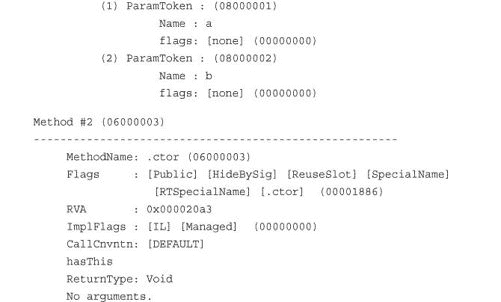 (1) ParamToken : (08000001)
Name : a
flags: [none] (00000000)
(2) ParamToken : (08000002)
Name : b
flags: [none] (00000000)
Method #2 (06000003)
-------------------------------------------------------
MethodName: .ctor (06000003)
Flags : [Public] [HideBySig] [ReuseSlot] [SpecialName]
[RTSpecialName] [.ctor] (00001886)
RVA : 0x000020a3
ImplFlags : [IL] [Managed] (00000000)
CallCnvntn: [DEFAULT]
hasThis
ReturnType: Void
No arguments.